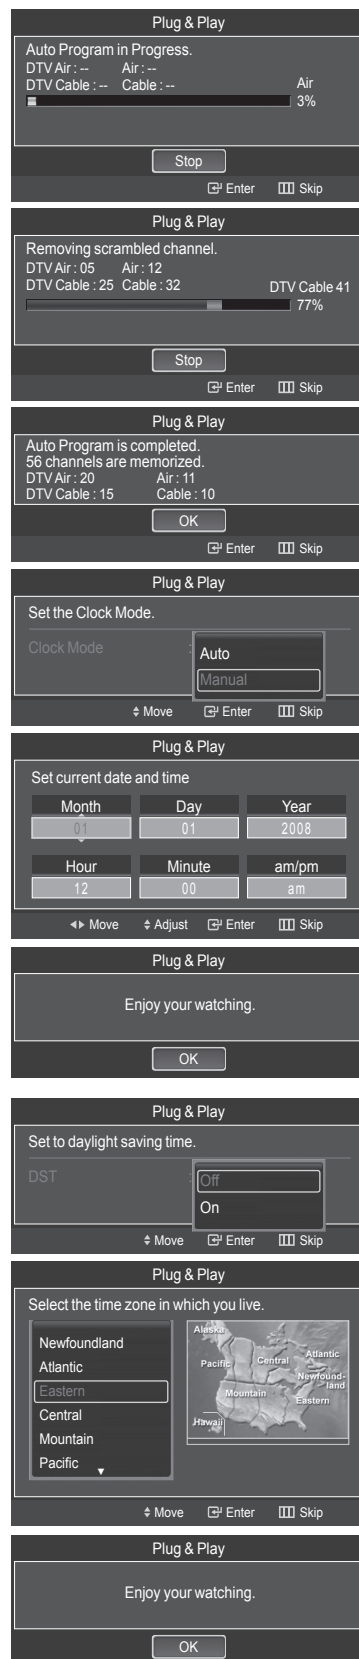 Plug & Play
Auto Program in Progress.
DTV Air : -- Air : --
DTV Cable : -- Cable : -- Air
3%
Stop
Enter Skip
Plug & Play
Removing scrambled channel.
DTV Air : 05 Air : 12
DTV Cable : 25 Cable : 32 DTV Cable 41
77%
Stop
Enter Skip
Plug & Play
Auto Program is completed.
56 channels are memorized.
DTV Air : 20 Air : 11
DTV Cable : 15 Cable : 10
OK
Enter Skip
Plug & Play
Set the Clock Mode.
Clock Mode : Auto
Manual
Move Enter Skip
Plug & Play
Set current date and time
Month Day Year
01 01 2008
Hour Minute am/pm
12 00 am
Move Adjust Enter Skip
Plug & Play
Enjoy your watching.
OK
Plug & Play
Set to daylight saving time.
DST : Off
On
Move Enter Skip
Plug & Play
Select the time zone in which you live.
Newfoundland
Atlantic
Eastern
Central
Mountain
Pacific
Alaska
Pacific Central Atlantic
Newfound-
land
Mountain Eastern
Hawaii
Move Enter Skip
Plug & Play
Enjoy your watching.
OK